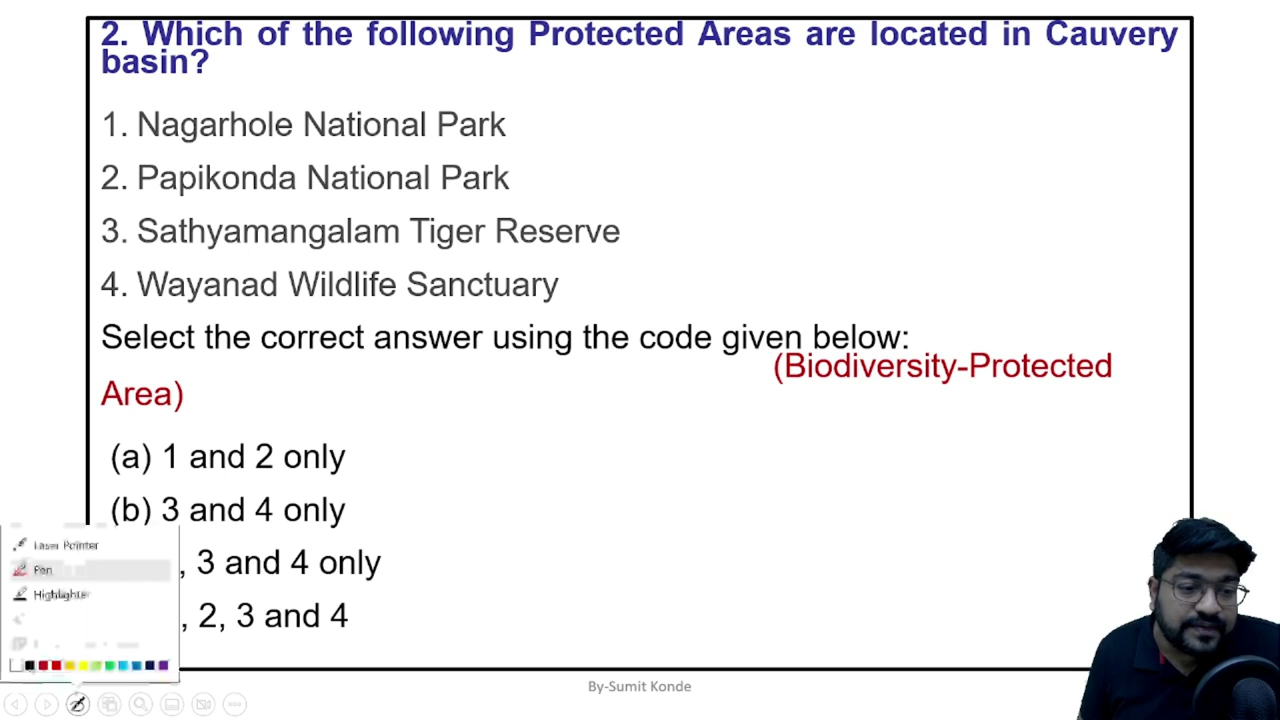 2. Which of the following Protected Areas are located in Cauvery
basin?
1. Nagarhole National Park
2. Papikonda National Park
3. Sathyamangalam Tiger Reserve
4. Wayanad Wildlife Sanctuary
Select the correct answer using the code given below:
(Biodiversity-Protected
Area)
(a) 1 and 2 only
(b) 3 and 4 only
, 3 and 4 only
, 2, 3 and 4
Laser Pointer
Pen
Highlighter
By-Sumit Konde